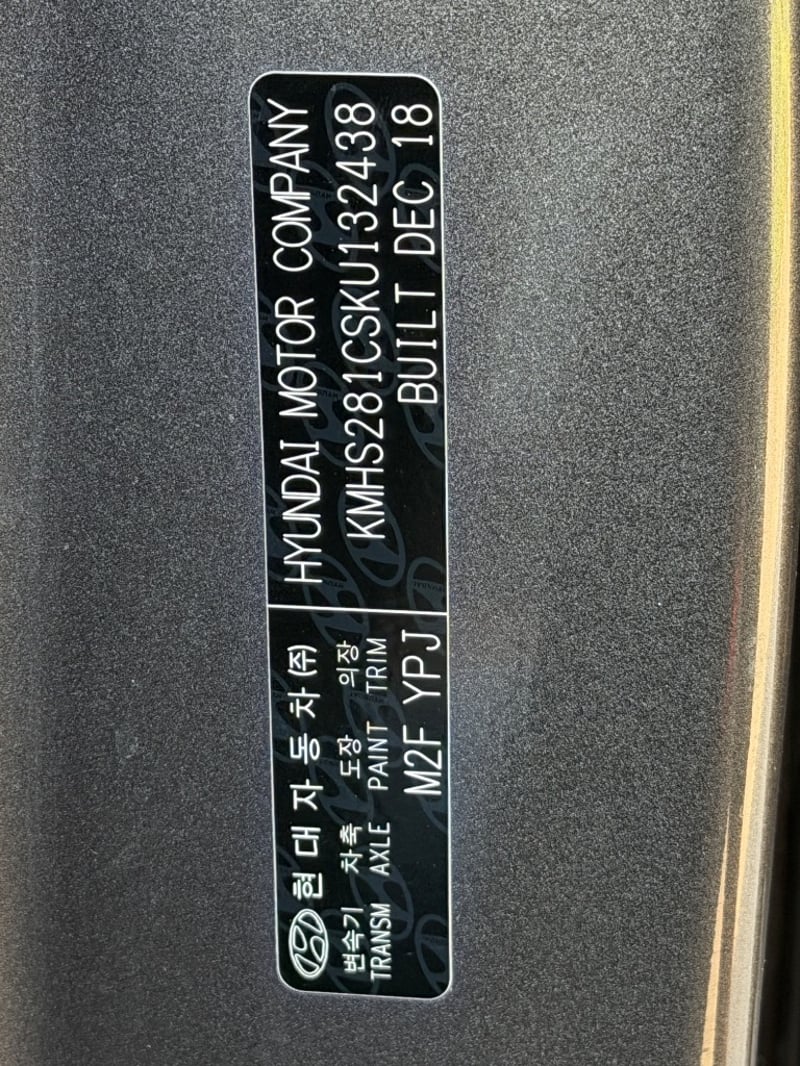 현대자동차(주)
변속기 차축 도장 의장
TRANSM AXLE PAINT TRIM
M2F YPJ
HYUNDAI MOTOR COMPANY
KMHS281CSKU132438
BUILT DEC 18